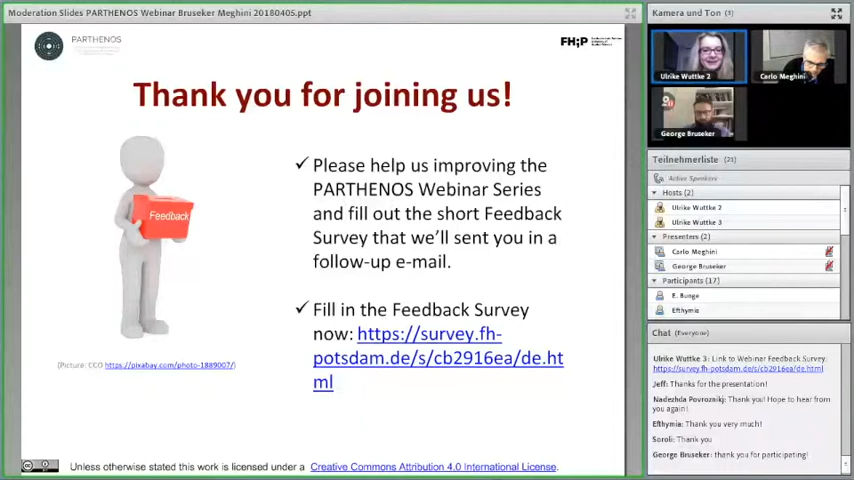 Moderation Slides PARTHENOS Webinar Bruseker Meghini 20180405.ppt
PARTHENOS
FH;P
Thank you for joining us!
Feedback
✓ Please help us improving the
PARTHENOS Webinar Series
and fill out the short Feedback
Survey that we'll sent you in a
follow-up e-mail.
✓ Fill in the Feedback Survey
now: https://survey.fh-
potsdam.de/s/cb2916ea/de.ht
ml
(Picture: CCO https://pixabay.com/photo-1889007/)
Unless otherwise stated this work is licensed under a Creative Commons Attribution 4.0 International License.
Kamera und Ton (3)
Ulrike Wuttke 2
Carlo Meghini
George Bruseker
Teilnehmerliste (21)
Active Speakers
Hosts (2)
Ulrike Wuttke 2
Ulrike Wuttke 3
Presenters (2)
Carlo Meghini
George Bruseker
Participants (17)
E. Bunge
Efthymia
Chat (Everyone)
Ulrike Wuttke 3: Link to Webinar Feedback Survey:
https://survey.fh-potsdam.de/s/cb2916ea/de.html
Jeff: Thanks for the presentation!
Nadezhda Povroznikj: Thank you! Hope to hear from
you again!
Efthymia: Thank you very much!
Soroli: Thank you
George Bruseker: thank you for participating!